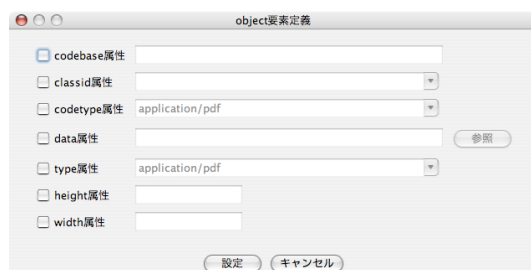 object要素定義
codebase属性
classid属性
codetype属性 application/pdf
data属性 参照
type属性 application/pdf
height属性
width属性
設定 キャンセル